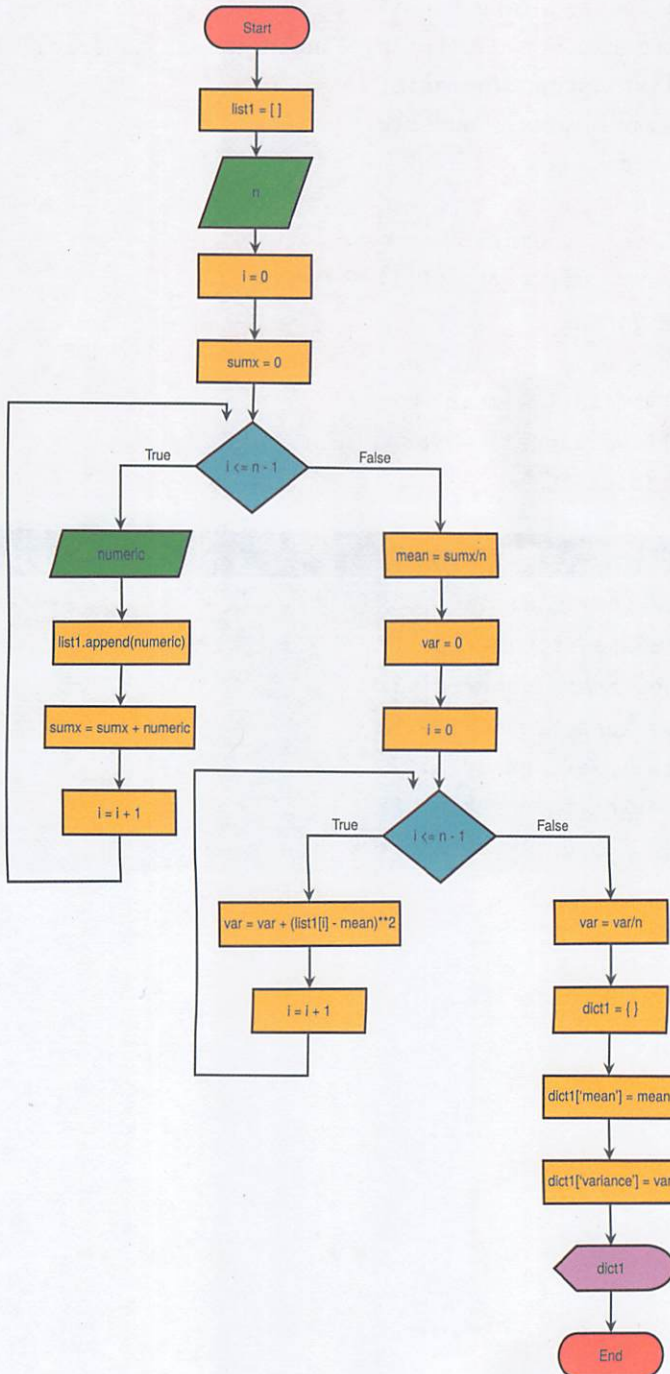 Start
list1 = [ ]
n
i = 0
sumx = 0
i <= n - 1
True
False
numeric
list1.append(numeric)
sumx = sumx + numeric
i = i + 1
mean = sumx/n
var = 0
i = 0
i <= n - 1
True
False
var = var + (list1[i] - mean)**2
i = i + 1
var = var/n
dict1 = { }
dict1['mean'] = mean
dict1['variance'] = var
dict1
End